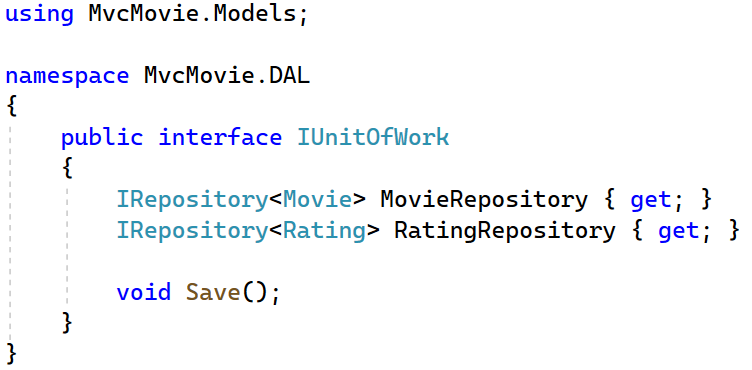 using MvcMovie.Models;

namespace MvcMovie.DAL
{
    public interface IUnitOfWork
    {
        IRepository<Movie> MovieRepository { get; }
        IRepository<Rating> RatingRepository { get; }

        void Save();
    }
}